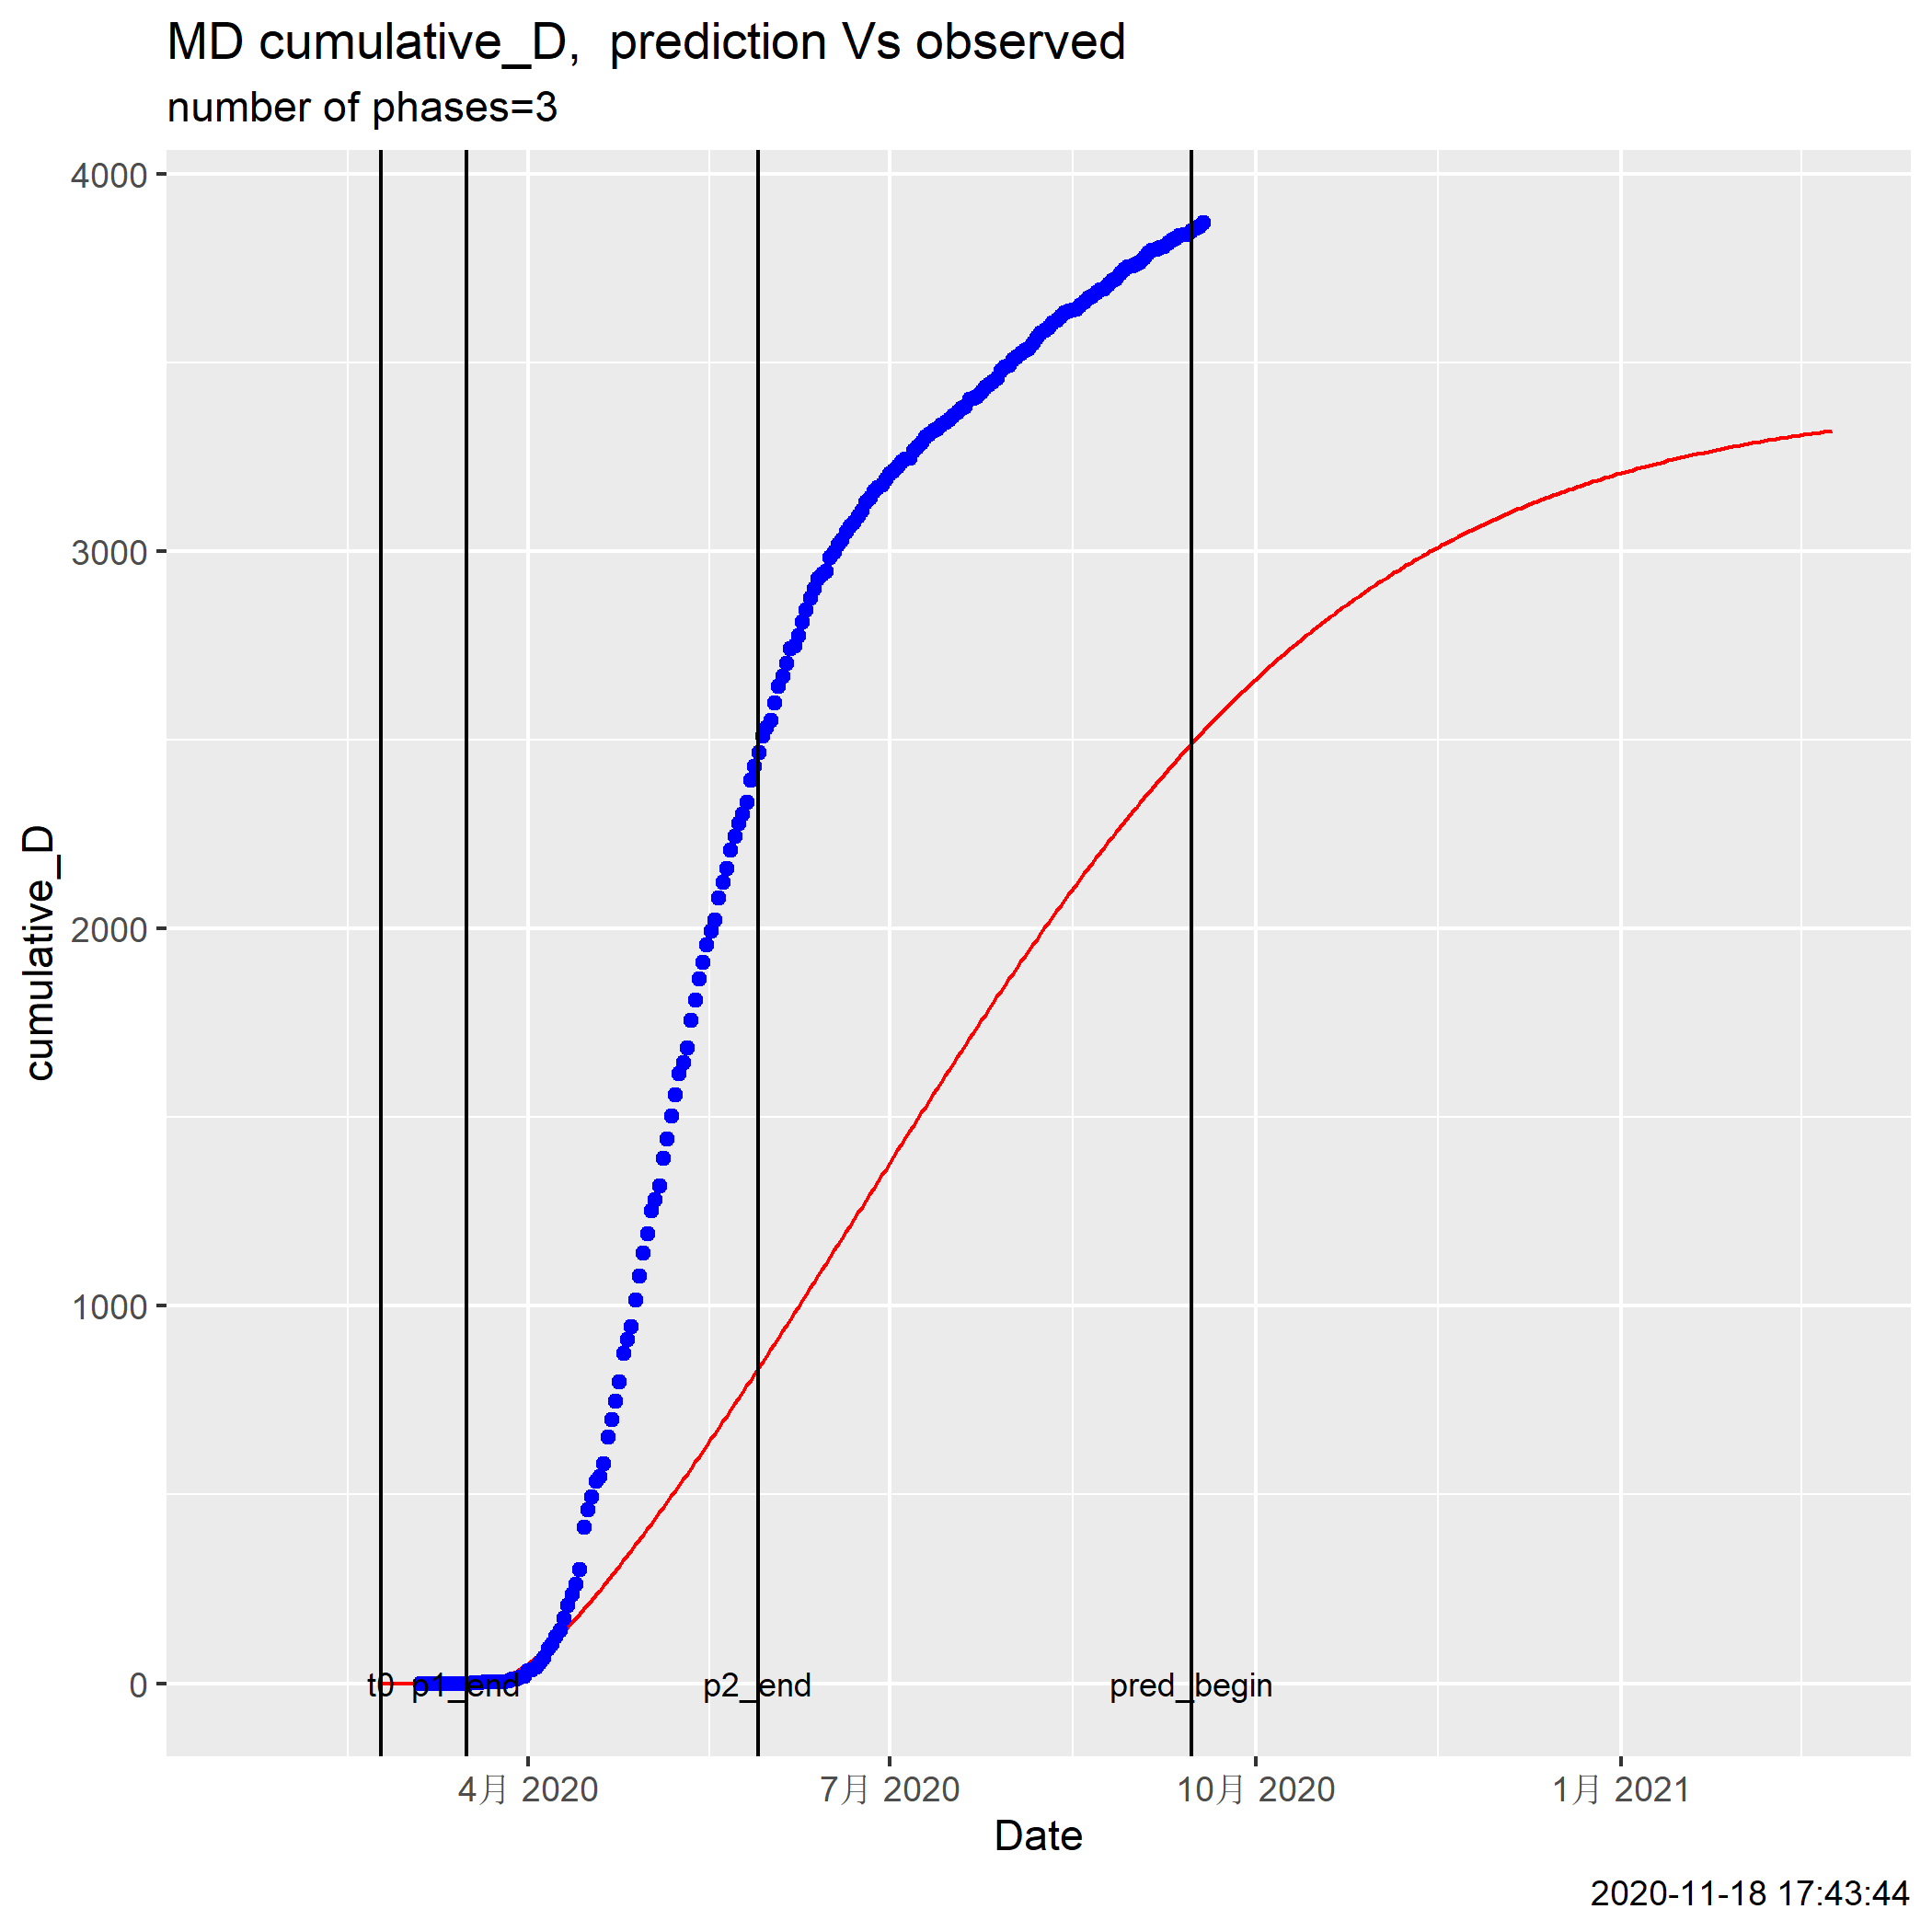 MD cumulative_D,  prediction Vs observed
number of phases=3
4000
3000
2000
1000
0
cumulative_D
t0 p1_end p2_end pred_begin
4月 2020 7月 2020 10月 2020 1月 2021
Date
2020-11-18 17:43:44